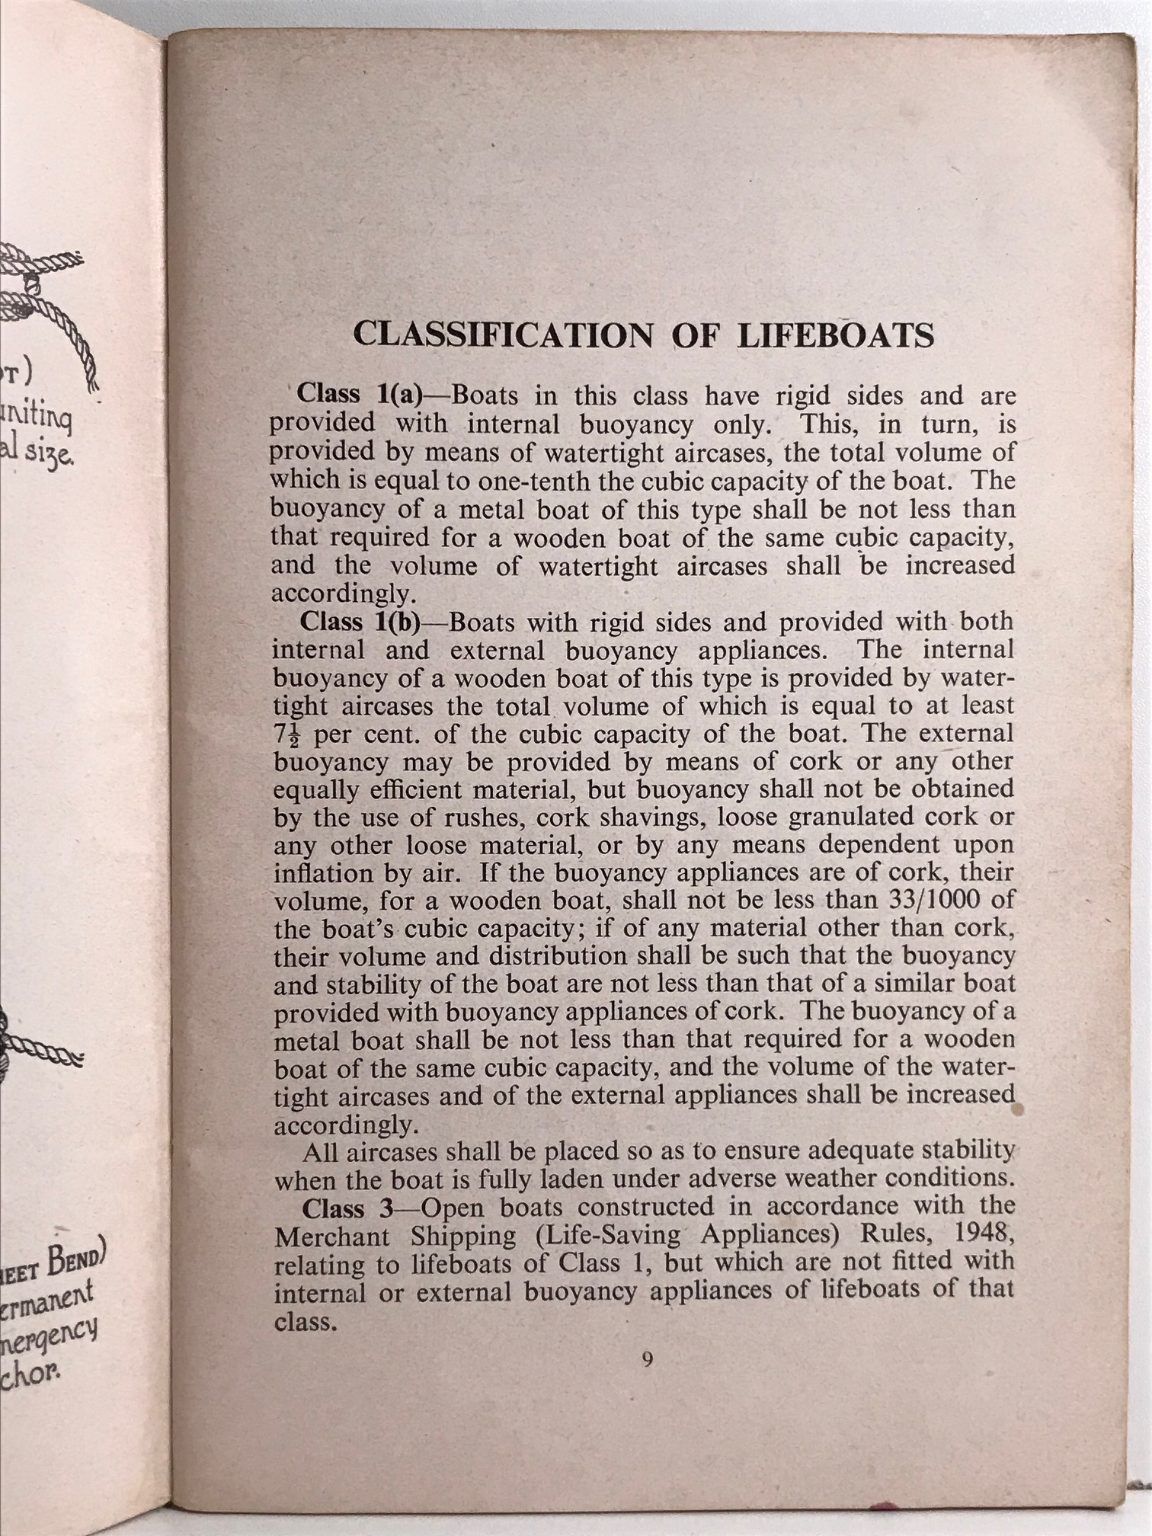 OT)
uniting
al size.
EET BEND)
ermanent
mergency
chor.
CLASSIFICATION OF LIFEBOATS
Class 1(a)—Boats in this class have rigid sides and are
provided with internal buoyancy only. This, in turn, is
provided by means of watertight aircases, the total volume of
which is equal to one-tenth the cubic capacity of the boat. The
buoyancy of a metal boat of this type shall be not less than
that required for a wooden boat of the same cubic capacity,
and the volume of watertight aircases shall be increased
accordingly.
Class 1(b)—Boats with rigid sides and provided with both
internal and external buoyancy appliances. The internal
buoyancy of a wooden boat of this type is provided by water-
tight aircases the total volume of which is equal to at least
7½ per cent. of the cubic capacity of the boat. The external
buoyancy may be provided by means of cork or any other
equally efficient material, but buoyancy shall not be obtained
by the use of rushes, cork shavings, loose granulated cork or
any other loose material, or by any means dependent upon
inflation by air. If the buoyancy appliances are of cork, their
volume, for a wooden boat, shall not be less than 33/1000 of
the boat's cubic capacity; if of any material other than cork,
their volume and distribution shall be such that the buoyancy
and stability of the boat are not less than that of a similar boat
provided with buoyancy appliances of cork. The buoyancy of a
metal boat shall be not less than that required for a wooden
boat of the same cubic capacity, and the volume of the water-
tight aircases and of the external appliances shall be increased
accordingly.
All aircases shall be placed so as to ensure adequate stability
when the boat is fully laden under adverse weather conditions.
Class 3—Open boats constructed in accordance with the
Merchant Shipping (Life-Saving Appliances) Rules, 1948,
relating to lifeboats of Class 1, but which are not fitted with
internal or external buoyancy appliances of lifeboats of that
class.
9